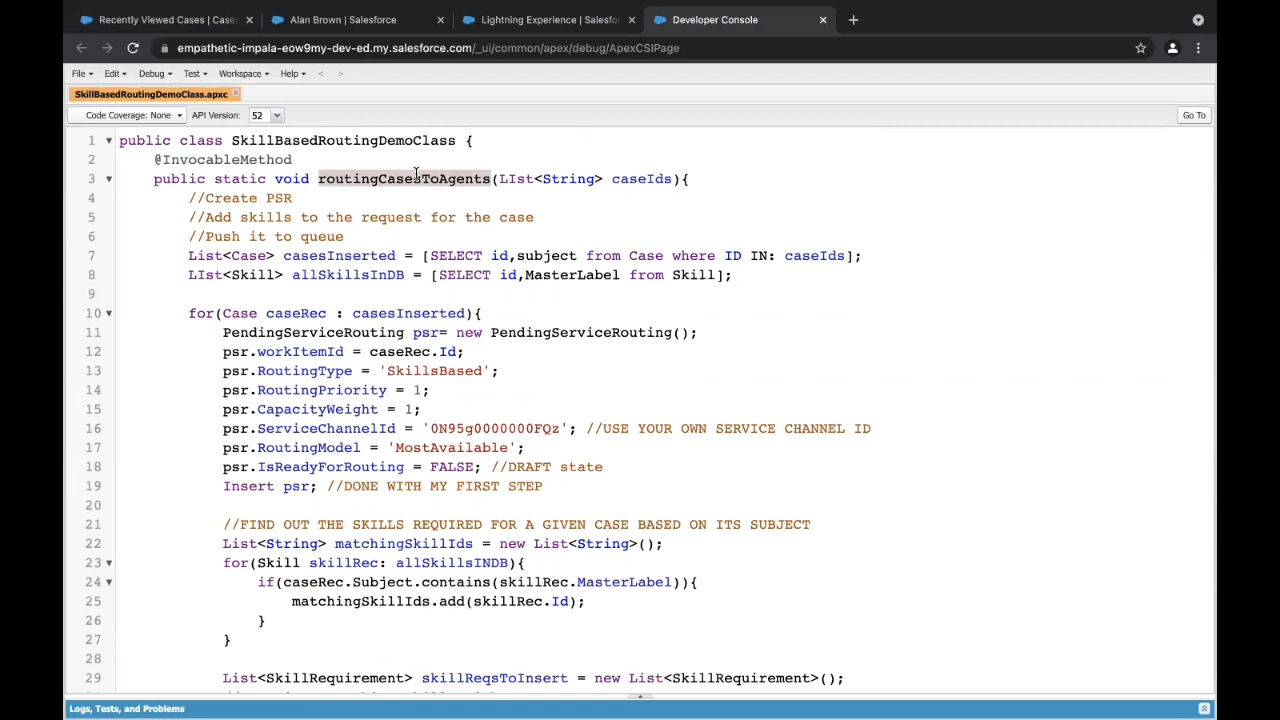 Recently Viewed Cases | Case
Alan Brown | Salesforce
Lightning Experience | Salesfo
Developer Console
empathetic-impala-eow9my-dev-ed.my.salesforce.com/_ui/common/apex/debug/ApexCSIPage
File Edit Debug Test Workspace Help < >
SkillBasedRoutingDemoClass.apxc
Code Coverage: None API Version: 52 Go To
1 public class SkillBasedRoutingDemoClass {
2 @InvocableMethod
3 public static void routingCasesToAgents(LIst<String> caseIds){
4 //Create PSR
5 //Add skills to the request for the case
6 //Push it to queue
7 List<Case> casesInserted = [SELECT id,subject from Case where ID IN: caseIds];
8 LIst<Skill> allSkillsInDB = [SELECT id,MasterLabel from Skill];
9
10 for(Case caseRec : casesInserted){
11 PendingServiceRouting psr= new PendingServiceRouting();
12 psr.workItemId = caseRec.Id;
13 psr.RoutingType = 'SkillsBased';
14 psr.RoutingPriority = 1;
15 psr.CapacityWeight = 1;
16 psr.ServiceChannelId = '0N95g0000000FQz'; //USE YOUR OWN SERVICE CHANNEL ID
17 psr.RoutingModel = 'MostAvailable';
18 psr.IsReadyForRouting = FALSE; //DRAFT state
19 Insert psr; //DONE WITH MY FIRST STEP
20
21 //FIND OUT THE SKILLS REQUIRED FOR A GIVEN CASE BASED ON ITS SUBJECT
22 List<String> matchingSkillIds = new List<String>();
23 for(Skill skillRec: allSkillsINDB){
24 if(caseRec.Subject.contains(skillRec.MasterLabel)){
25 matchingSkillIds.add(skillRec.Id);
26 }
27 }
28
29 List<SkillRequirement> skillReqsToInsert = new List<SkillRequirement>();
Logs, Tests, and Problems